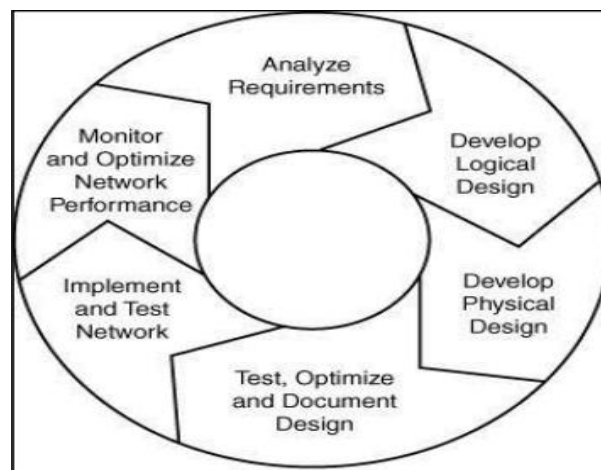 Analyze
Requirements
Develop
Logical
Design
Develop
Physical
Design
Test, Optimize
and Document
Design
Implement
and Test
Network
Monitor
and Optimize
Network
Performance